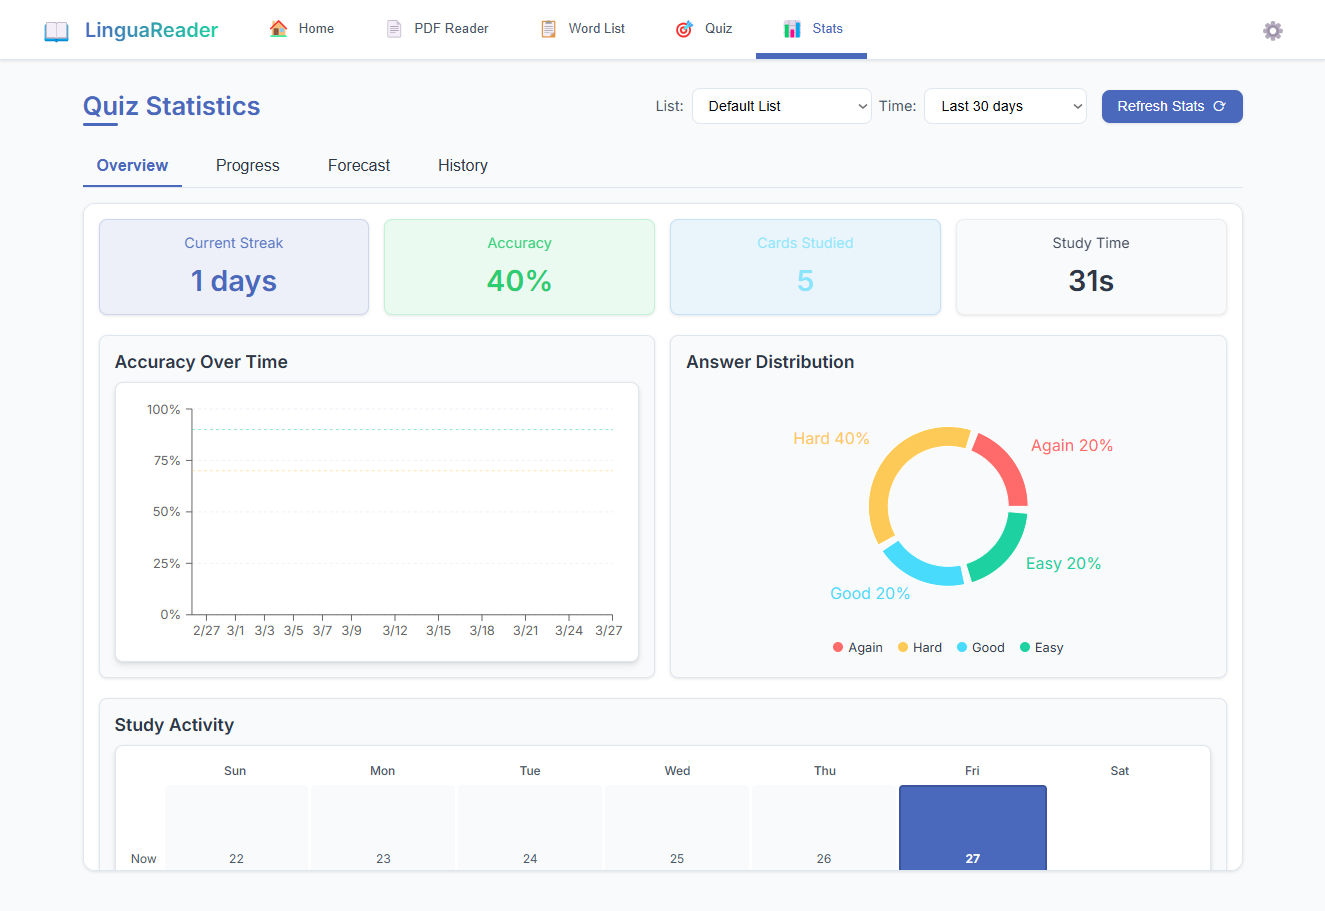 LinguaReader
Home
PDF Reader
Word List
Quiz
Stats
Quiz Statistics
List:
Default List
Time:
Last 30 days
Refresh Stats
Overview
Progress
Forecast
History
Current Streak
1 days
Accuracy
40%
Cards Studied
5
Study Time
31s
Accuracy Over Time
100%
75%
50%
25%
0%
2/27 3/1 3/3 3/5 3/7 3/9 3/12 3/15 3/18 3/21 3/24 3/27
Answer Distribution
Hard 40%
Again 20%
Easy 20%
Good 20%
Again Hard Good Easy
Study Activity
Sun Mon Tue Wed Thu Fri Sat
Now 22 23 24 25 26 27